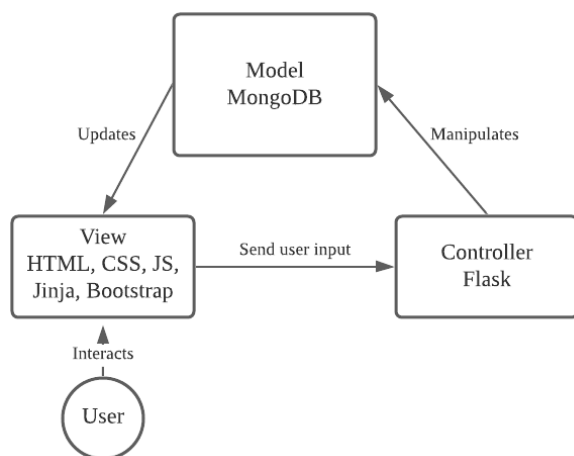 Model
MongoDB
Updates
Manipulates
View
HTML, CSS, JS,
Jinja, Bootstrap
Send user input
Controller
Flask
Interacts
User